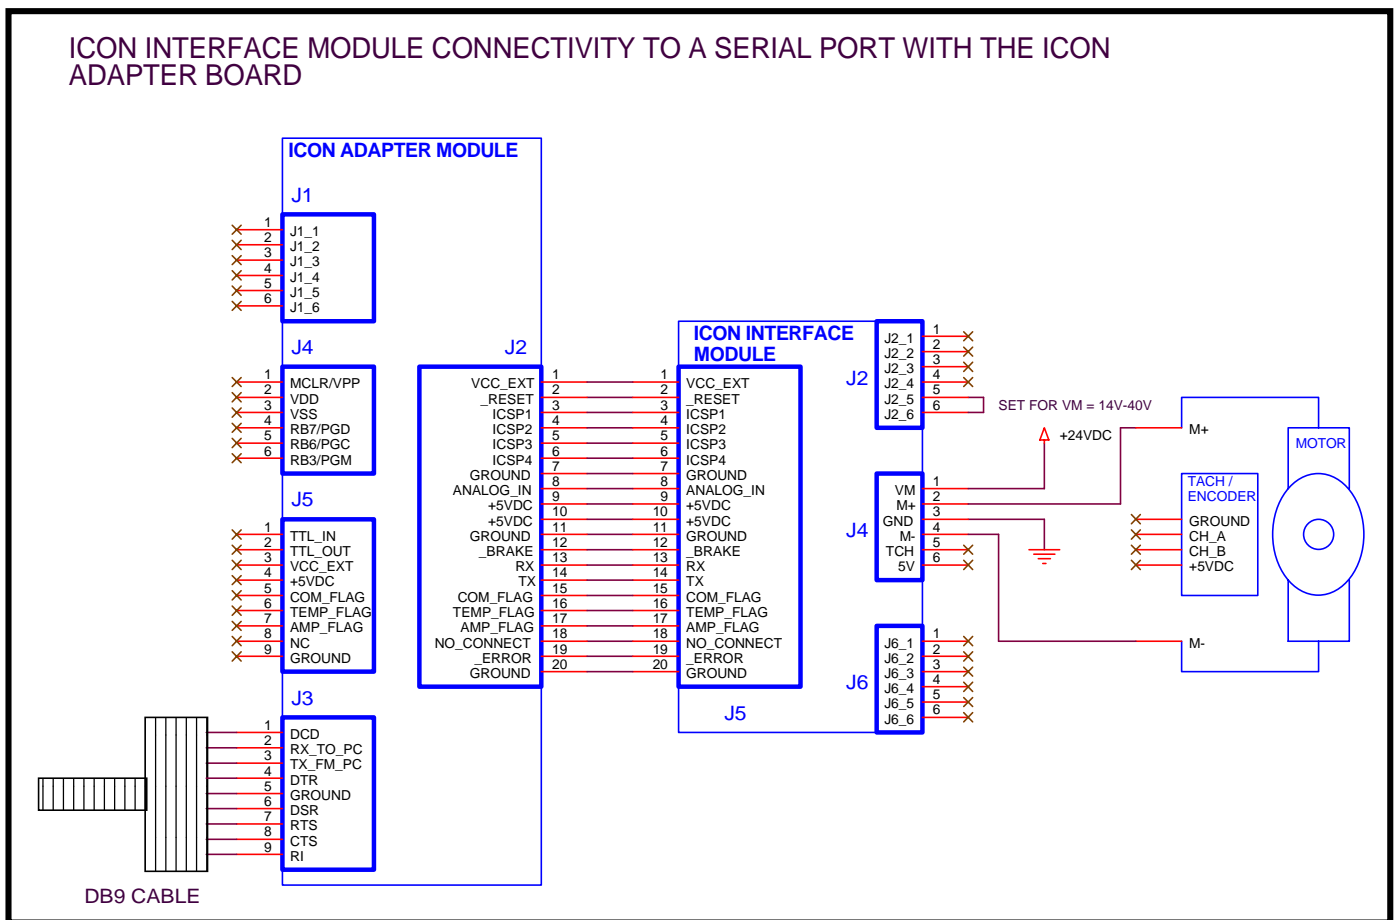 ICON INTERFACE MODULE CONNECTIVITY TO A SERIAL PORT WITH THE ICON
ADAPTER BOARD
ICON ADAPTER MODULE
J1
1 J1_1
2 J1_2
3 J1_3
4 J1_4
5 J1_5
6 J1_6
J4
1 MCLR/VPP
2 VDD
3 VSS
4 RB7/PGD
5 RB6/PGC
6 RB3/PGM
J5
1 TTL_IN
2 TTL_OUT
3 VCC_EXT
4 +5VDC
5 COM_FLAG
6 TEMP_FLAG
7 AMP_FLAG
8 NC
9 GROUND
J3
1 DCD
2 RX_TO_PC
3 TX_FM_PC
4 DTR
5 GROUND
6 DSR
7 RTS
8 CTS
9 RI
DB9 CABLE
J2
VCC_EXT 1
_RESET 2
ICSP1 3
ICSP2 4
ICSP3 5
ICSP4 6
GROUND 7
ANALOG_IN 8
+5VDC 9
+5VDC 10
GROUND 11
_BRAKE 12
RX 13
TX 14
COM_FLAG 15
TEMP_FLAG 16
AMP_FLAG 17
NO_CONNECT 18
_ERROR 19
GROUND 20
ICON INTERFACE
MODULE
1 VCC_EXT
2 _RESET
3 ICSP1
4 ICSP2
5 ICSP3
6 ICSP4
7 GROUND
8 ANALOG_IN
9 +5VDC
10 +5VDC
11 GROUND
12 _BRAKE
13 RX
14 TX
15 COM_FLAG
16 TEMP_FLAG
17 AMP_FLAG
18 NO_CONNECT
19 _ERROR
20 GROUND
J5
J2
J2_1 1
J2_2 2
J2_3 3
J2_4 4
J2_5 5
J2_6 6
SET FOR VM = 14V-40V
+24VDC
J4
VM 1
M+ 2
GND 3
M- 4
TCH 5
5V 6
J6
J6_1 1
J6_2 2
J6_3 3
J6_4 4
J6_5 5
J6_6 6
M+
MOTOR
TACH /
ENCODER
GROUND
CH_A
CH_B
+5VDC
M-